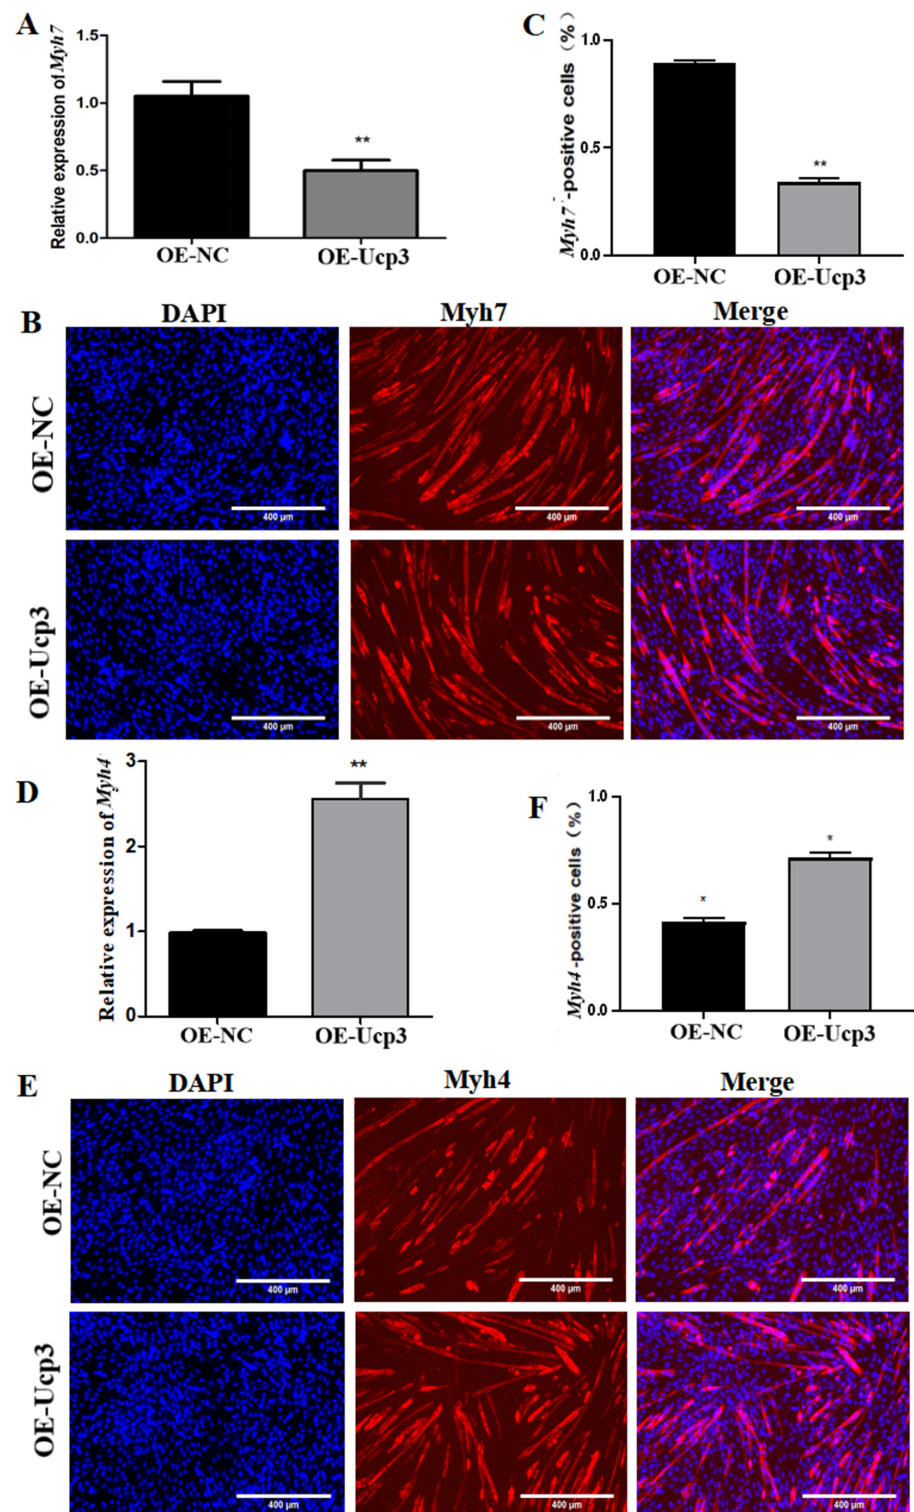 A
Relative expression of Myh7
1.5
1.0
0.5
0.0
**
OE-NC
OE-Ucp3
C
Myh7-positive cells (%)
1.0
0.5
0.0
**
OE-NC
OE-Ucp3
B
DAPI
Myh7
Merge
OE-NC
400 μm
400 μm
400 μm
OE-Ucp3
400 μm
400 μm
400 μm
D
Relative expression of Myh4
3
2
1
0
**
OE-NC
OE-Ucp3
F
Myh4-positive cells (%)
1.0
0.5
0.0
*
*
OE-NC
OE-Ucp3
E
DAPI
Myh4
Merge
OE-NC
400 μm
400 μm
400 μm
OE-Ucp3
400 μm
400 μm
400 μm